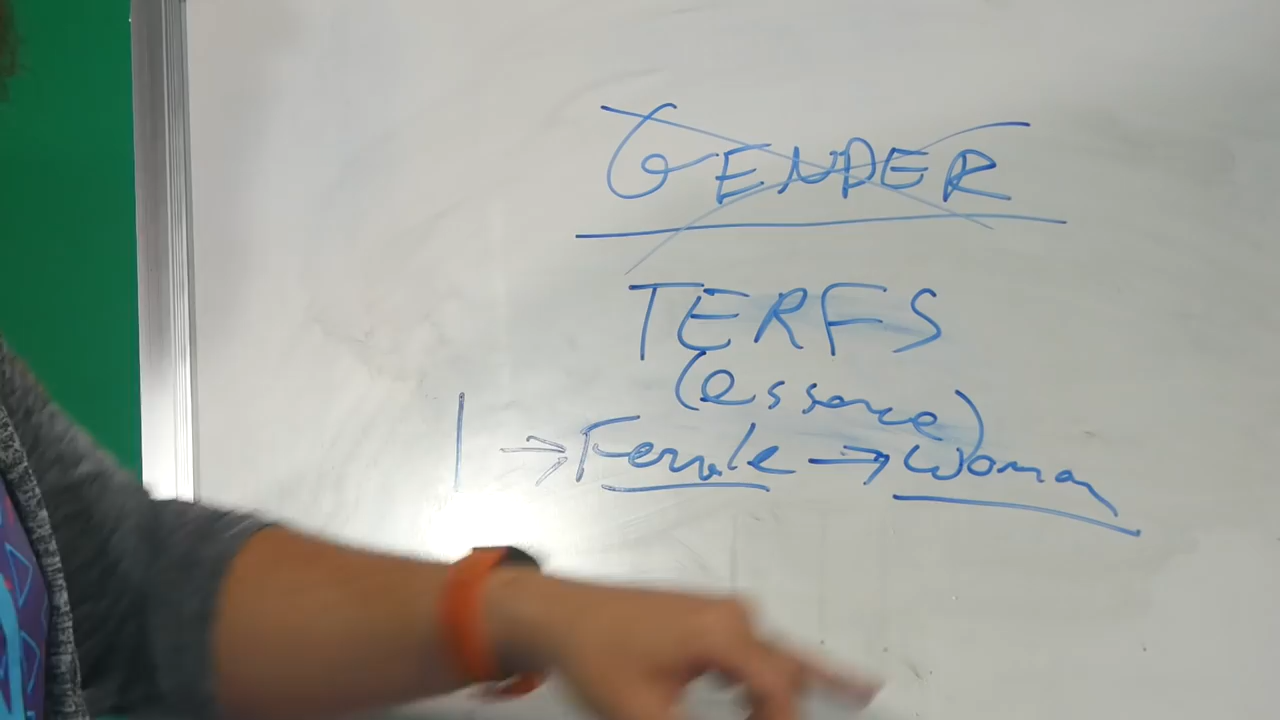 GENDER
TERFS
(essence)
| → Female → woman